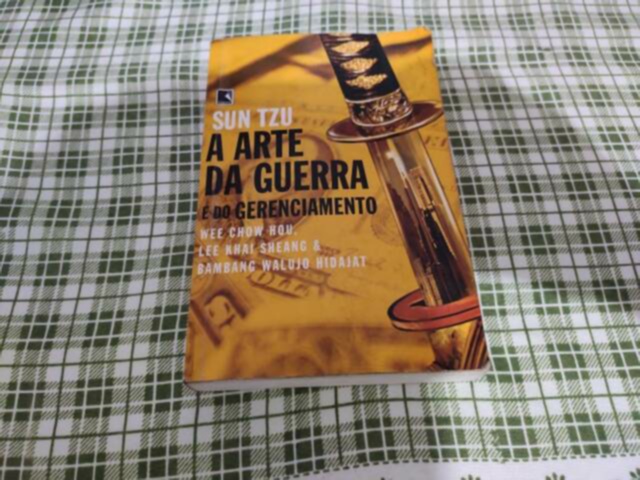 SUN TZU
A ARTE
DA GUERRA
E DO GERENCIAMENTO
WEE CHOW HOU,
LEE KHAI SHEANG &
BAMBANG WALUJO HIDAJAT